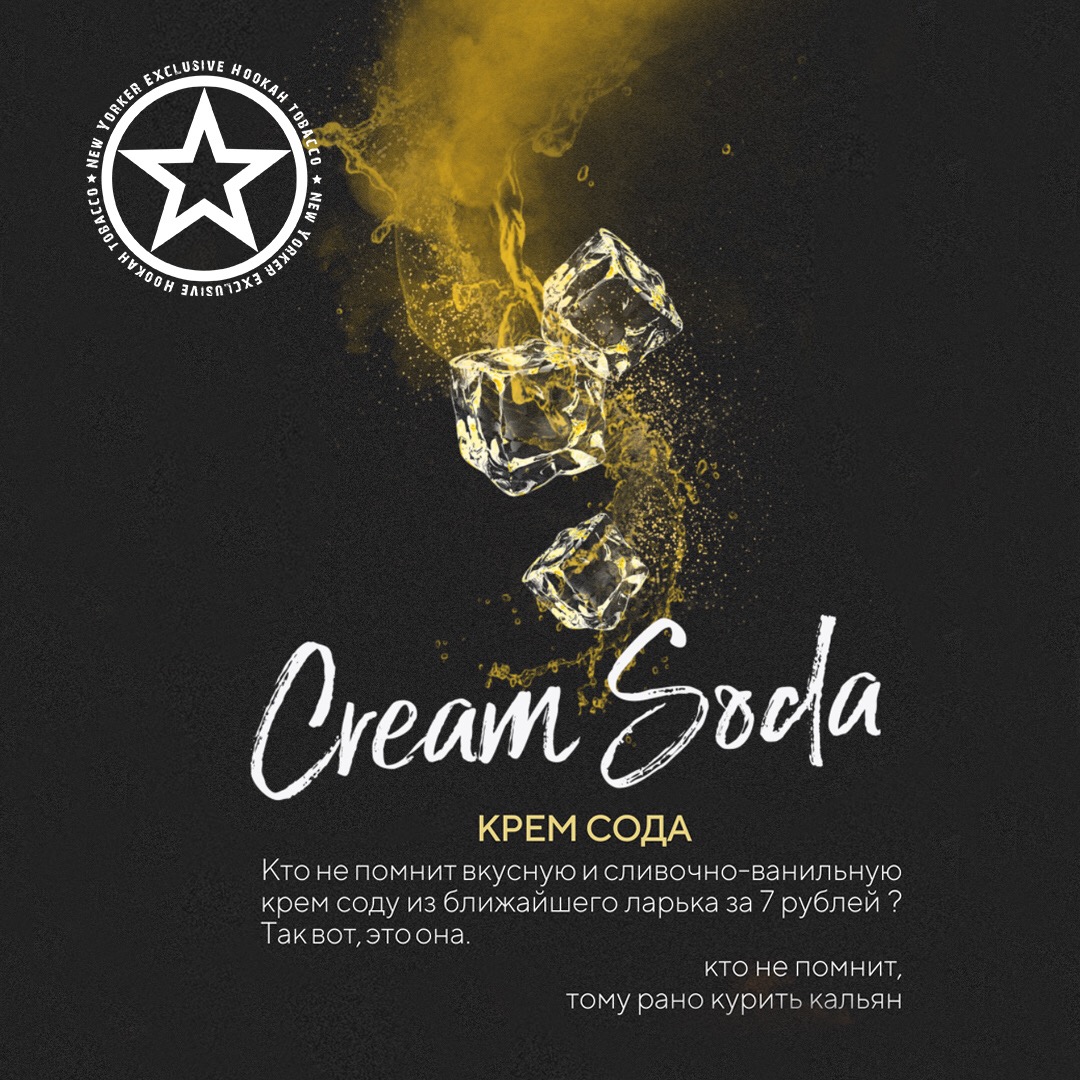 ★ New Yorker Exclusive Hookah tobacco ★ New Yorker Exclusive Hookah tobacco
Cream Soda
КРЕМ СОДА
Кто не помнит вкусную и сливочно-ванильную
крем соду из ближайшего ларька за 7 рублей ?
Так вот, это она.
кто не помнит,
тому рано курить кальян